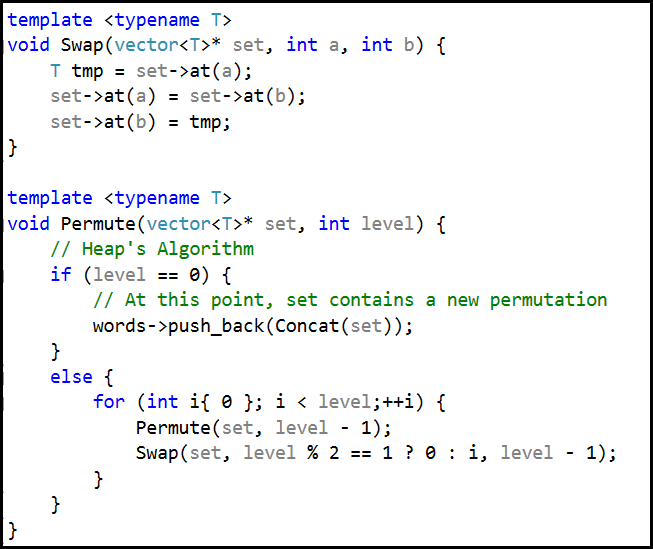 template <typename T>
void Swap(vector<T>* set, int a, int b) {
    T tmp = set->at(a);
    set->at(a) = set->at(b);
    set->at(b) = tmp;
}

template <typename T>
void Permute(vector<T>* set, int level) {
    // Heap's Algorithm
    if (level == 0) {
        // At this point, set contains a new permutation
        words->push_back(Concat(set));
    }
    else {
        for (int i{ 0 }; i < level;++i) {
            Permute(set, level - 1);
            Swap(set, level % 2 == 1 ? 0 : i, level - 1);
        }
    }
}